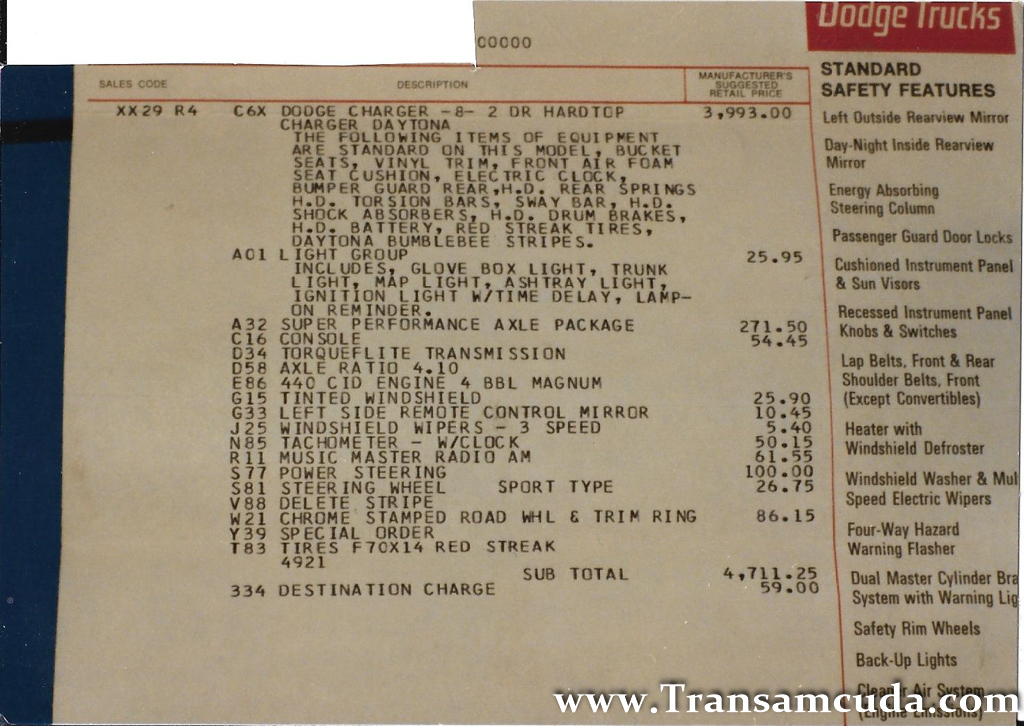 Dodge Trucks
00000
SALES CODE DESCRIPTION MANUFACTURER'S SUGGESTED RETAIL PRICE
XX29 R4 C6X DODGE CHARGER -8- 2 DR HARDTOP 3,993.00
CHARGER DAYTONA
THE FOLLOWING ITEMS OF EQUIPMENT
ARE STANDARD ON THIS MODEL, BUCKET
SEATS, VINYL TRIM, FRONT AIR FOAM
SEAT CUSHION, ELECTRIC CLOCK,
BUMPER GUARD REAR,H.D. REAR SPRINGS
H.D. TORSION BARS, SWAY BAR, H.D.
SHOCK ABSORBERS, H.D. DRUM BRAKES,
H.D. BATTERY, RED STREAK TIRES,
DAYTONA BUMBLEBEE STRIPES.
A01 LIGHT GROUP 25.95
INCLUDES, GLOVE BOX LIGHT, TRUNK
LIGHT, MAP LIGHT, ASHTRAY LIGHT,
IGNITION LIGHT W/TIME DELAY, LAMP-
ON REMINDER.
A32 SUPER PERFORMANCE AXLE PACKAGE 271.50
C16 CONSOLE 54.45
D34 TORQUEFLITE TRANSMISSION
D58 AXLE RATIO 4.10
E86 440 CID ENGINE 4 BBL MAGNUM
G15 TINTED WINDSHIELD 25.90
G33 LEFT SIDE REMOTE CONTROL MIRROR 10.45
J25 WINDSHIELD WIPERS - 3 SPEED 5.40
N85 TACHOMETER - W/CLOCK 50.15
R11 MUSIC MASTER RADIO AM 61.55
S77 POWER STEERING 100.00
S81 STEERING WHEEL SPORT TYPE 26.75
V88 DELETE STRIPE
W21 CHROME STAMPED ROAD WHL & TRIM RING 86.15
Y39 SPECIAL ORDER
T83 TIRES F70X14 RED STREAK
4921
SUB TOTAL 4,711.25
334 DESTINATION CHARGE 59.00
STANDARD
SAFETY FEATURES
Left Outside Rearview Mirror
Day-Night Inside Rearview
Mirror
Energy Absorbing
Steering Column
Passenger Guard Door Locks
Cushioned Instrument Panel
& Sun Visors
Recessed Instrument Panel
Knobs & Switches
Lap Belts, Front & Rear
Shoulder Belts, Front
(Except Convertibles)
Heater with
Windshield Defroster
Windshield Washer & Mul
Speed Electric Wipers
Four-Way Hazard
Warning Flasher
Dual Master Cylinder Bra
System with Warning Lig
Safety Rim Wheels
Back-Up Lights
Cleaner Air System
(Engine Emissions)
www.Transamcuda.com